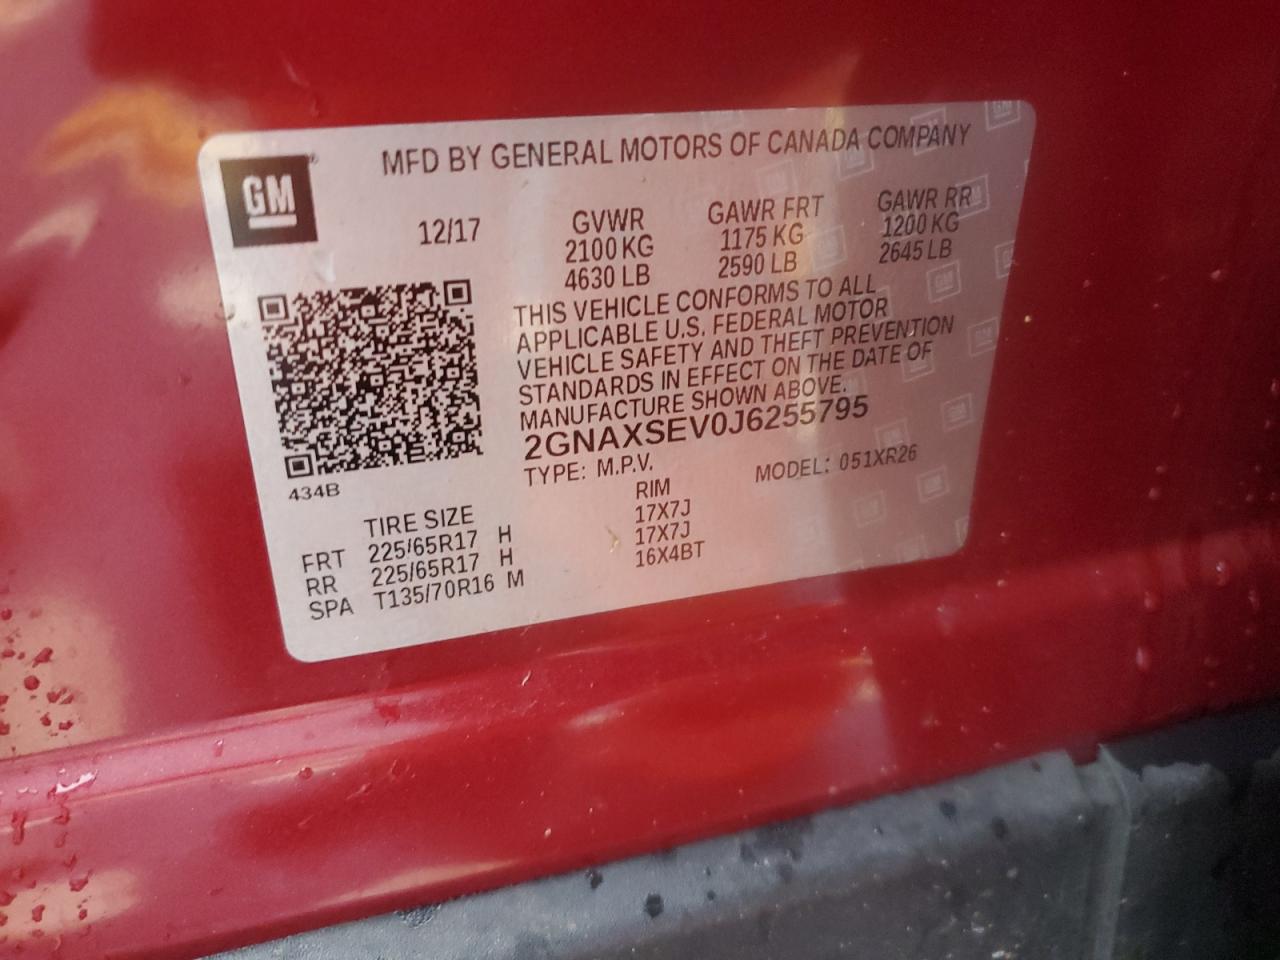 MFD BY GENERAL MOTORS OF CANADA COMPANY
GM
12/17 GVWR GAWR FRT GAWR RR
2100 KG 1175 KG 1200 KG
4630 LB 2590 LB 2645 LB
THIS VEHICLE CONFORMS TO ALL
APPLICABLE U.S. FEDERAL MOTOR
VEHICLE SAFETY AND THEFT PREVENTION
STANDARDS IN EFFECT ON THE DATE OF
MANUFACTURE SHOWN ABOVE.
2GNAXSEV0J6255795
TYPE: M.P.V. MODEL: 051XR26
434B
TIRE SIZE RIM
FRT 225/65R17 H 17X7J
RR 225/65R17 H 17X7J
SPA T135/70R16 M 16X4BT